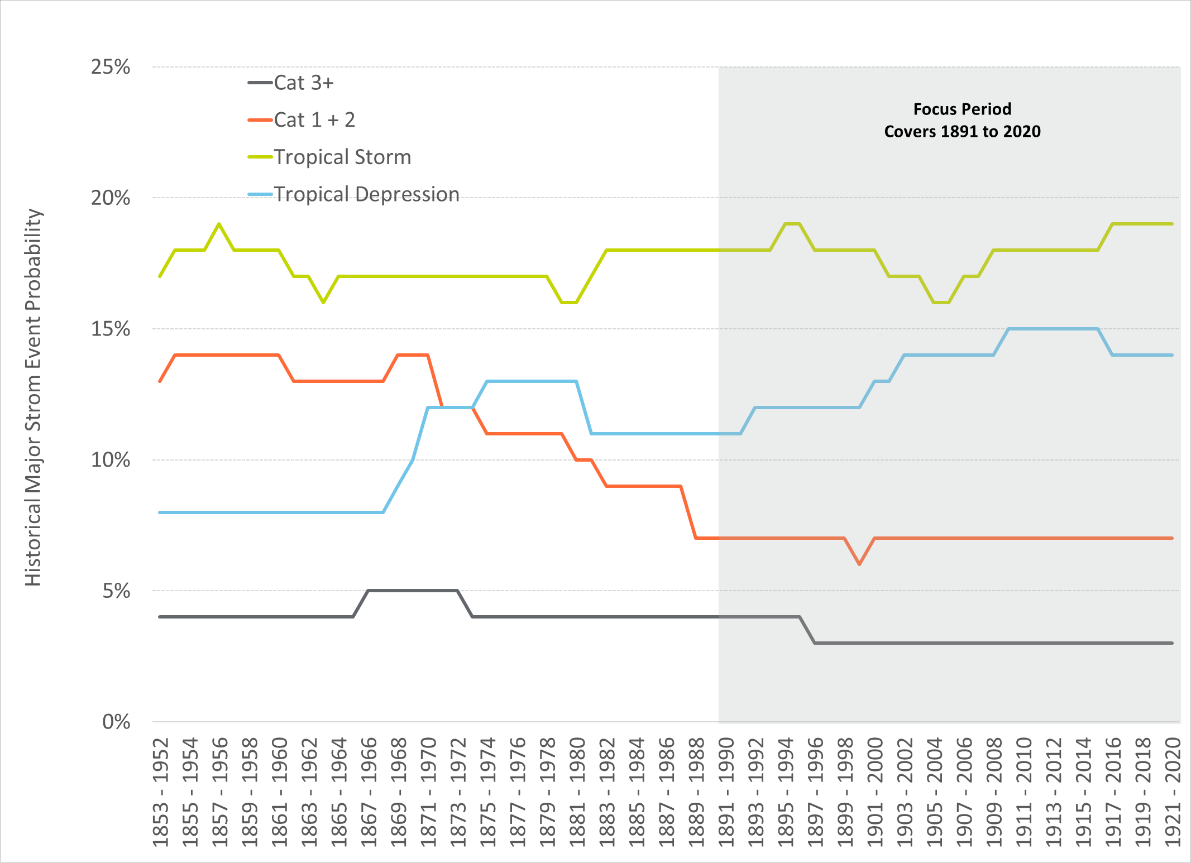 25%
20%
15%
10%
5%
0%
Historical Major Strom Event Probability
Cat 3+
Cat 1 + 2
Tropical Storm
Tropical Depression
Focus Period
Covers 1891 to 2020
1853 - 1952
1855 - 1954
1857 - 1956
1859 - 1958
1861 - 1960
1863 - 1962
1865 - 1964
1867 - 1966
1869 - 1968
1871 - 1970
1873 - 1972
1875 - 1974
1877 - 1976
1879 - 1978
1881 - 1980
1883 - 1982
1885 - 1984
1887 - 1986
1889 - 1988
1891 - 1990
1893 - 1992
1895 - 1994
1897 - 1996
1899 - 1998
1901 - 2000
1903 - 2002
1905 - 2004
1907 - 2006
1909 - 2008
1911 - 2010
1913 - 2012
1915 - 2014
1917 - 2016
1919 - 2018
1921 - 2020